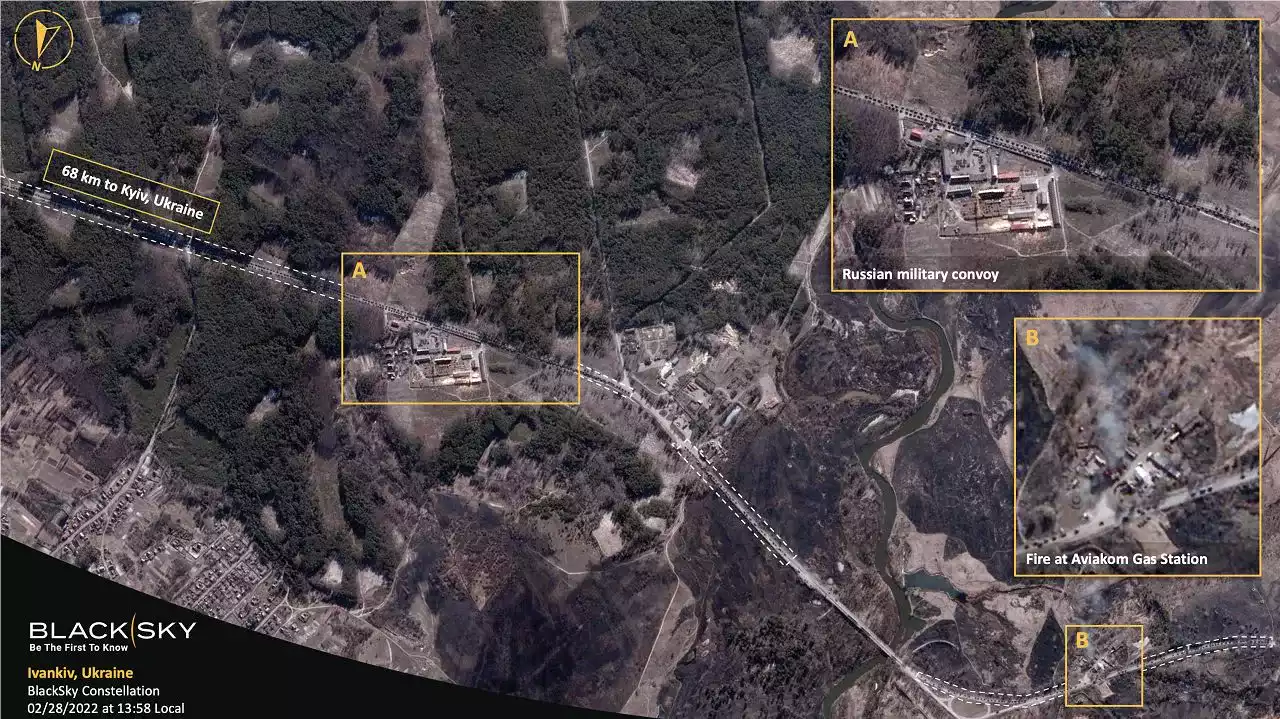 N
68 km to Kyiv, Ukraine
A
A
Russian military convoy
B
Fire at Aviakom Gas Station
B
BLACKSKY
Be The First To Know
Ivankiv, Ukraine
BlackSky Constellation
02/28/2022 at 13:58 Local